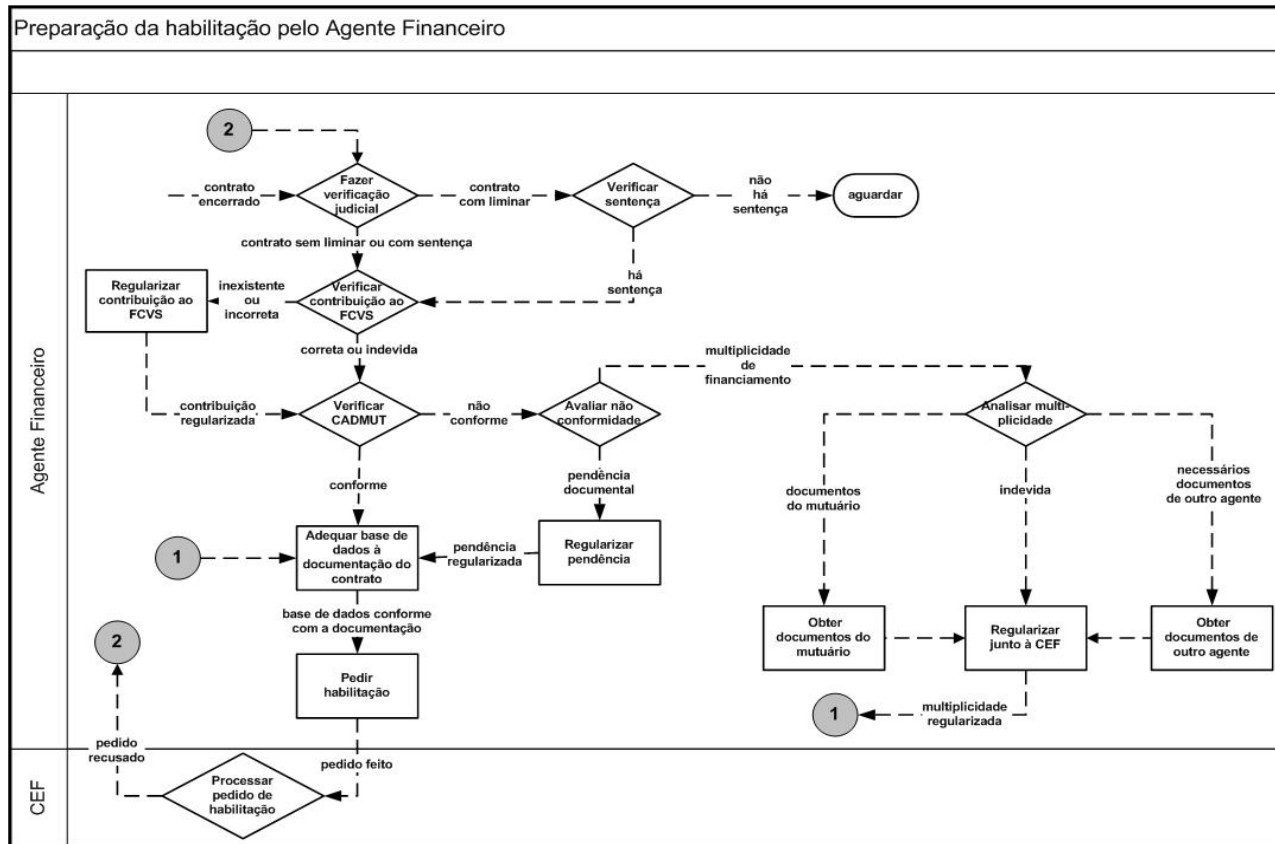 Preparação da habilitação pelo Agente Financeiro
Agente Financeiro
2
contrato
encerrado
Fazer
verificação
judicial
contrato
com liminar
Verificar
sentença
não
há
sentença
aguardar
contrato sem liminar ou com sentença
há
sentença
Regularizar
contribuição ao
FCVS
inexistente
ou
incorreta
Verificar
contribuição ao
FCVS
correta ou indevida
multiplicidade
de
financiamento
contribuição
regularizada
Verificar
CADMUT
não
conforme
Avaliar não
conformidade
Analisar multi-
plicidade
conforme
pendência
documental
documentos
do mutuário
indevida
necessários
documentos
de outro agente
1
Adequar base de
dados à
documentação do
contrato
pendência
regularizada
Regularizar
pendência
base de dados conforme
com a documentação
2
Obter
documentos do
mutuário
Regularizar
junto à CEF
Obter
documentos de
outro agente
Pedir
habilitação
1
multiplicidade
regularizada
pedido
recusado
pedido feito
CEF
Processar
pedido de
habilitação